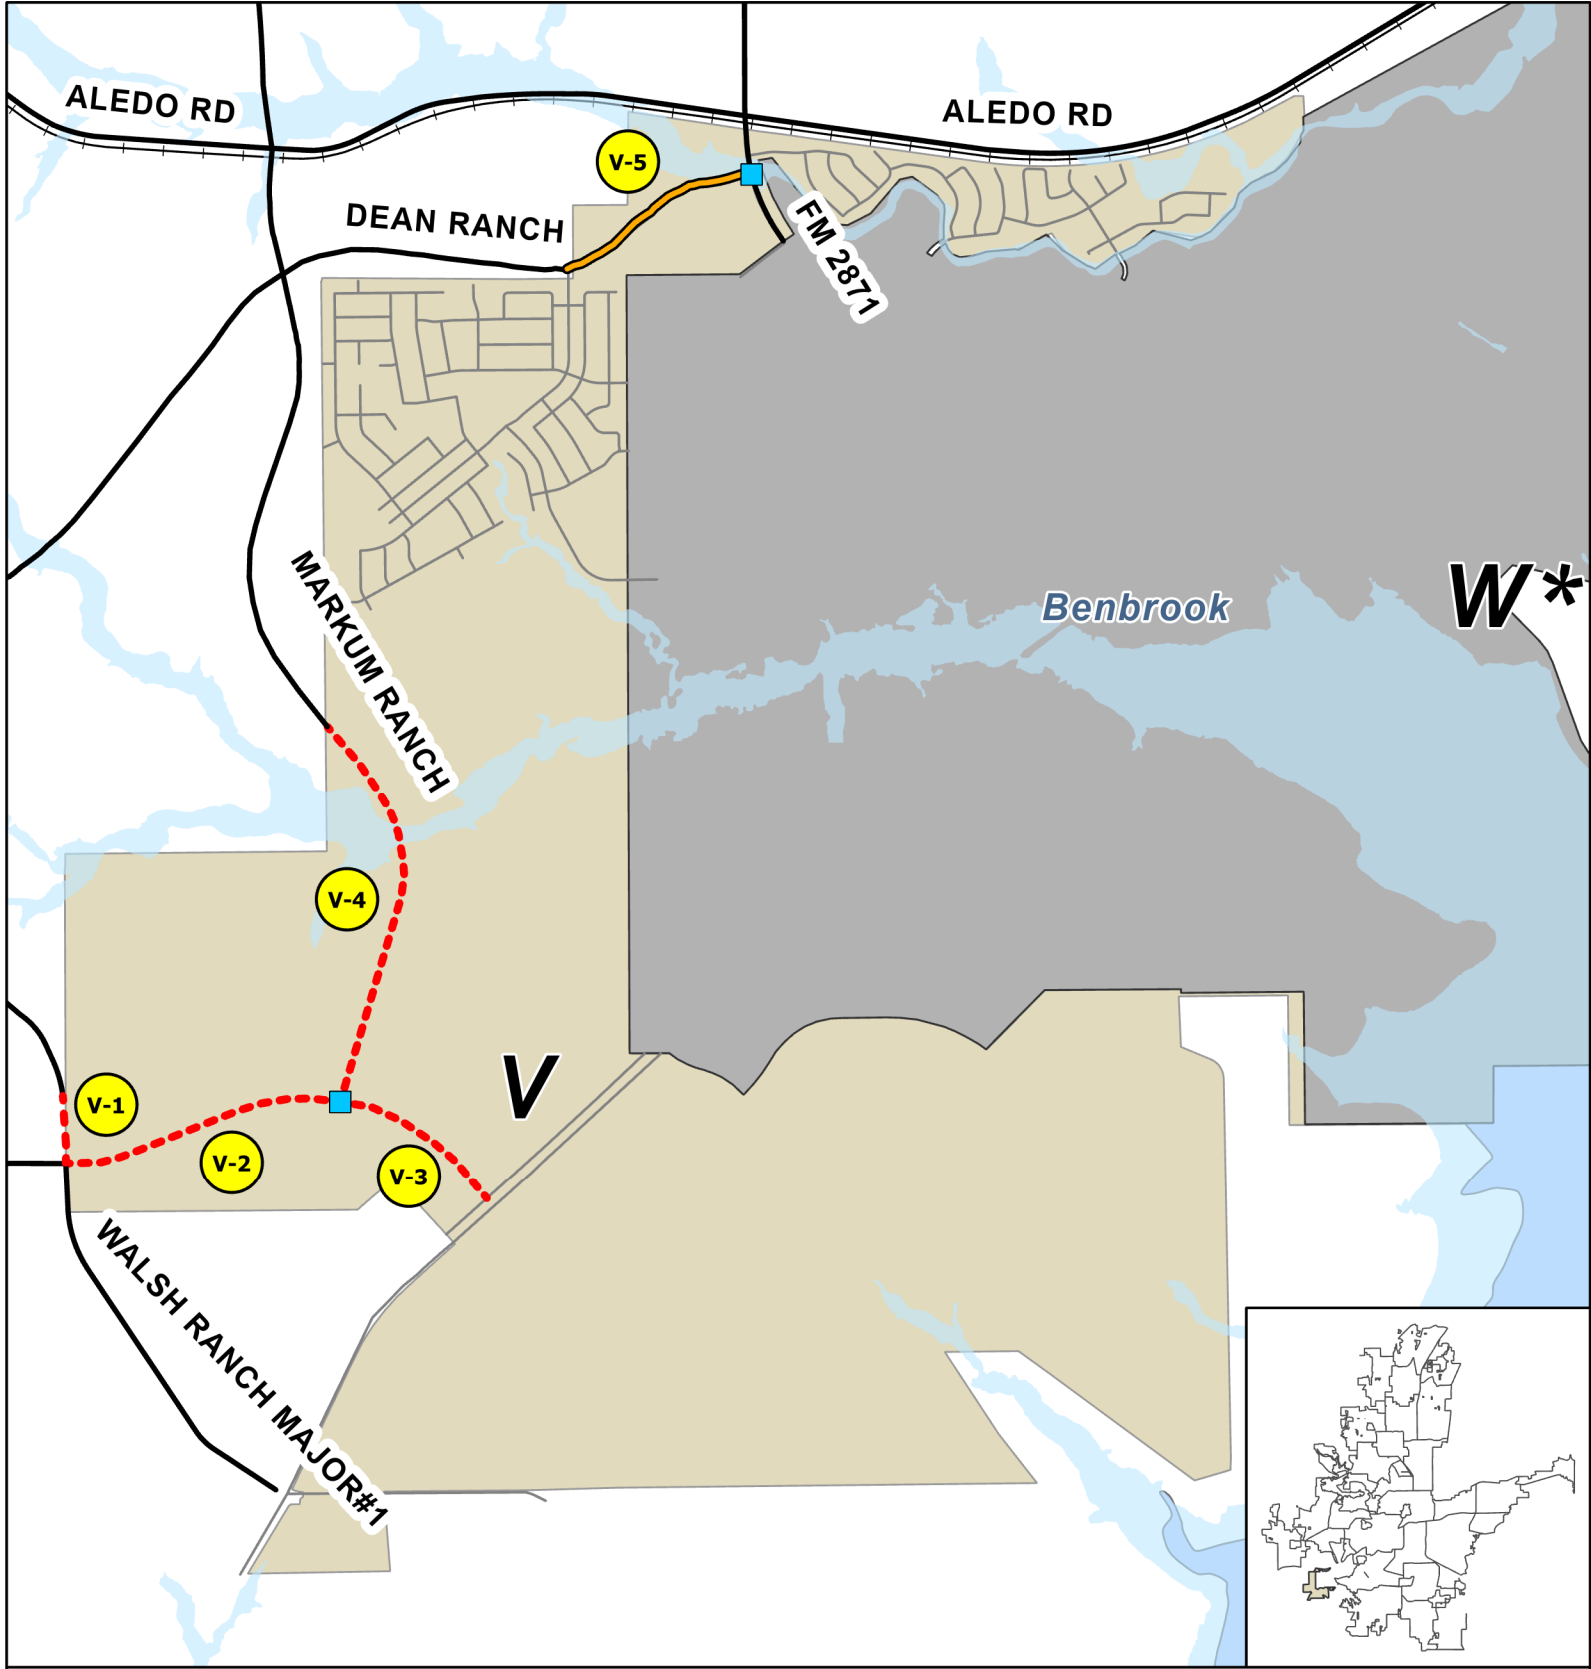 ALEDO RD
ALEDO RD
V-5
DEAN RANCH
FM 2871
MARKUM RANCH
Benbrook
W*
V-4
V
V-1
V-2
V-3
WALSH RANCH MAJOR#1